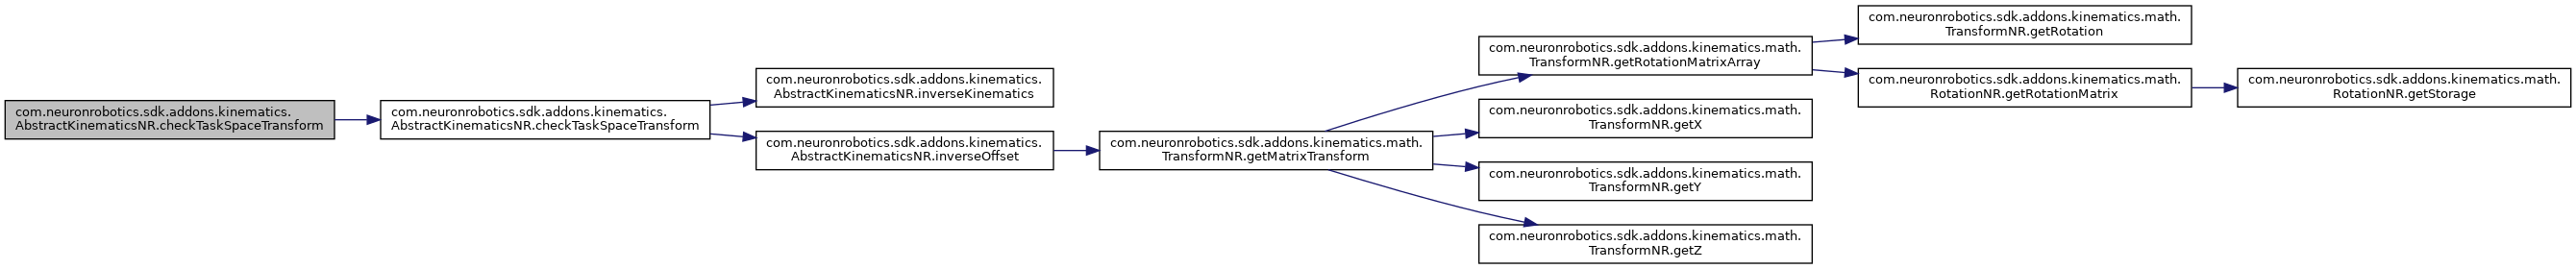 com.neuronrobotics.sdk.addons.kinematics.
AbstractKinematicsNR.checkTaskSpaceTransform
com.neuronrobotics.sdk.addons.kinematics.
AbstractKinematicsNR.checkTaskSpaceTransform
com.neuronrobotics.sdk.addons.kinematics.
AbstractKinematicsNR.inverseKinematics
com.neuronrobotics.sdk.addons.kinematics.
AbstractKinematicsNR.inverseOffset
com.neuronrobotics.sdk.addons.kinematics.math.
TransformNR.getMatrixTransform
com.neuronrobotics.sdk.addons.kinematics.math.
TransformNR.getRotationMatrixArray
com.neuronrobotics.sdk.addons.kinematics.math.
TransformNR.getX
com.neuronrobotics.sdk.addons.kinematics.math.
TransformNR.getY
com.neuronrobotics.sdk.addons.kinematics.math.
TransformNR.getZ
com.neuronrobotics.sdk.addons.kinematics.math.
TransformNR.getRotation
com.neuronrobotics.sdk.addons.kinematics.math.
RotationNR.getRotationMatrix
com.neuronrobotics.sdk.addons.kinematics.math.
RotationNR.getStorage